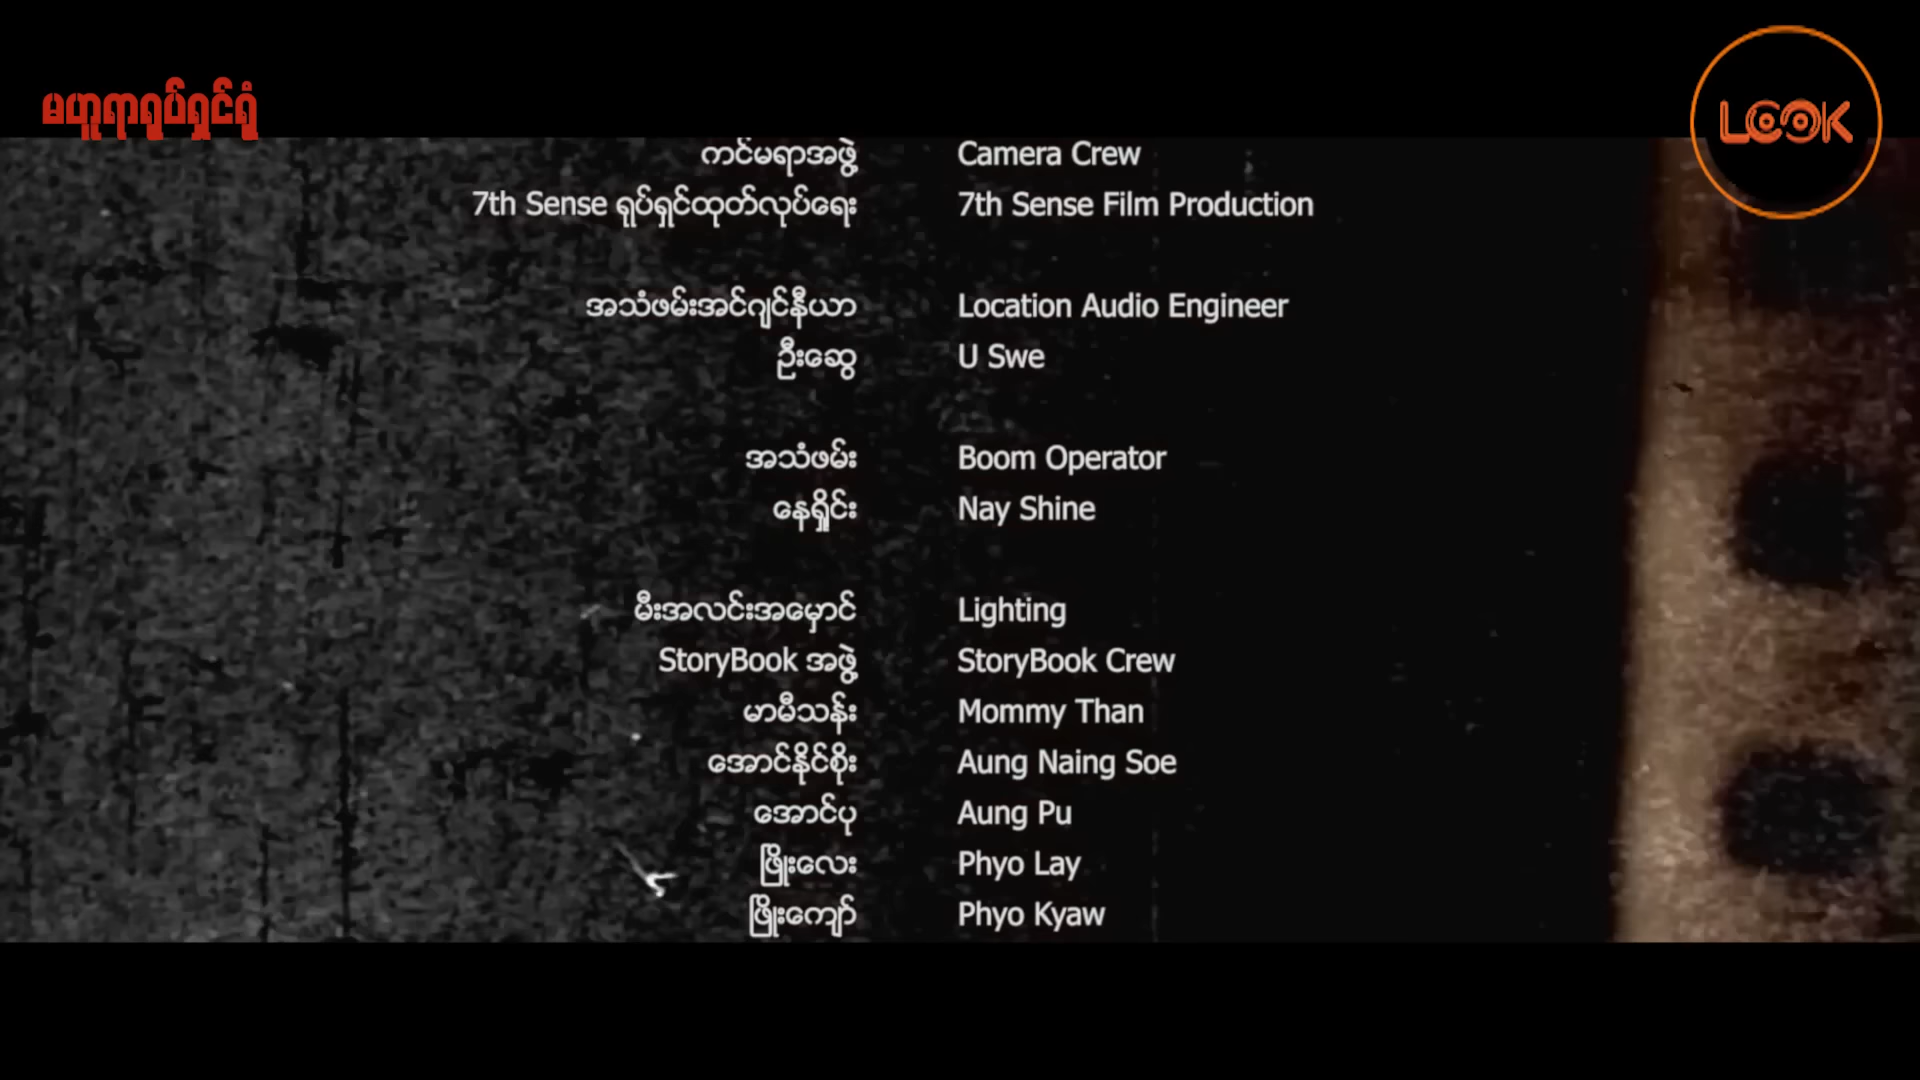 မဟူရာရုပ်ရှင်ရုံ
LOOK
ကင်မရာအဖွဲ့ Camera Crew
7th Sense ရုပ်ရှင်ထုတ်လုပ်ရေး 7th Sense Film Production
အသံဖမ်းအင်ဂျင်နီယာ Location Audio Engineer
ဦးဆွေ U Swe
အသံဖမ်း Boom Operator
နေရှိုင်း Nay Shine
မီးအလင်းအမှောင် Lighting
StoryBook အဖွဲ့ StoryBook Crew
မာမီသန်း Mommy Than
အောင်နိုင်စိုး Aung Naing Soe
အောင်ပု Aung Pu
ဖြိုးလေး Phyo Lay
ဖြိုးကျော် Phyo Kyaw